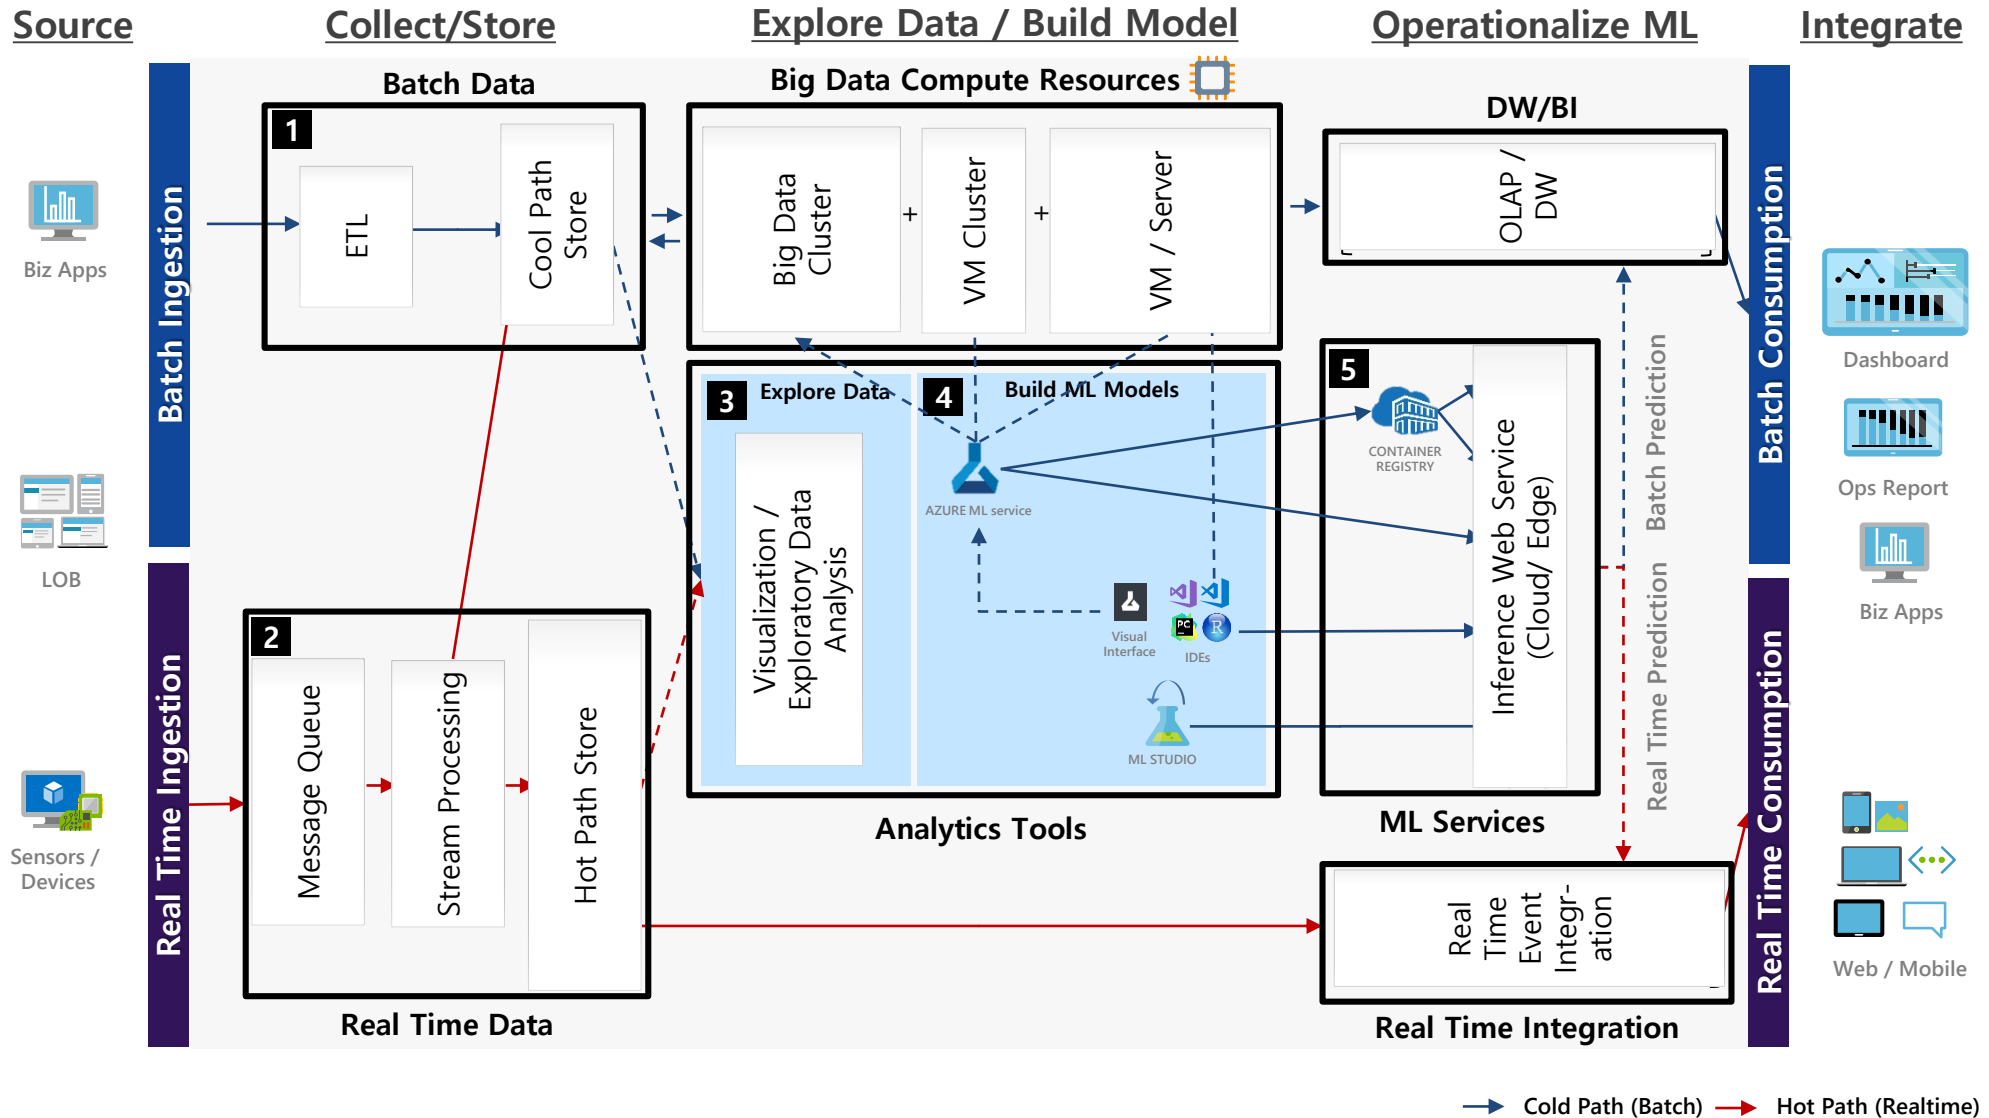 Source
Collect/Store
Explore Data / Build Model
Operationalize ML
Integrate
Batch Data
Big Data Compute Resources
DW/BI
Batch Ingestion
Real Time Ingestion
Biz Apps
LOB
Sensors /
Devices
1
ETL
Cool Path
Store
Big Data
Cluster
+
VM Cluster
+
VM / Server
OLAP /
DW
2
Message Queue
Stream Processing
Hot Path Store
Real Time Data
3
Explore Data
Visualization /
Exploratory Data
Analysis
4
Build ML Models
AZURE ML service
Visual
Interface
PC
R
IDEs
ML STUDIO
Analytics Tools
5
CONTAINER
REGISTRY
Inference Web Service
(Cloud/ Edge)
ML Services
Batch Prediction
Real Time Prediction
Real
Time
Event
Integr-
ation
Real Time Integration
Batch Consumption
Real Time Consumption
Dashboard
Ops Report
Biz Apps
Web / Mobile
Cold Path (Batch)
Hot Path (Realtime)